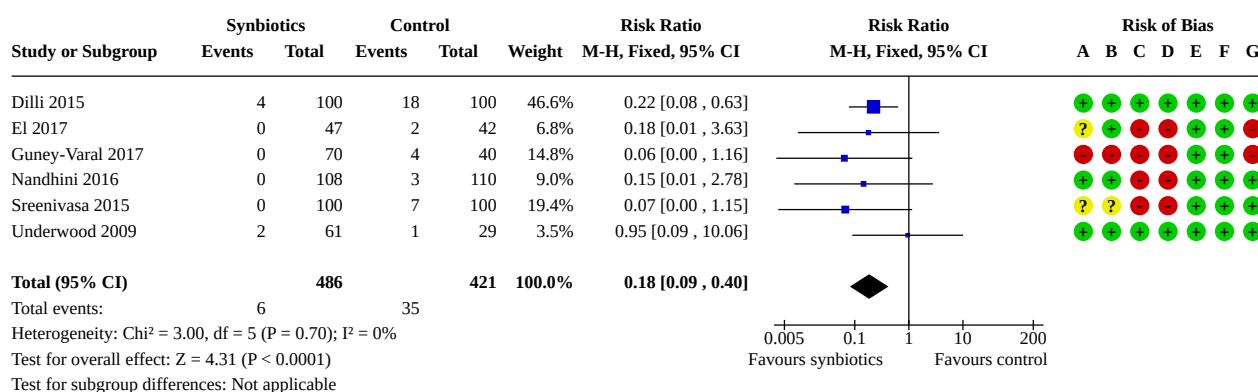 Synbiotics Control Risk Ratio Risk Ratio Risk of Bias
Study or Subgroup Events Total Events Total Weight M-H, Fixed, 95% CI M-H, Fixed, 95% CI A B C D E F G
Dilli 2015 4 100 18 100 46.6% 0.22 [0.08 , 0.63] + + + + + + +
El 2017 0 47 2 42 6.8% 0.18 [0.01 , 3.63] ? + - - + + -
Guney-Varal 2017 0 70 4 40 14.8% 0.06 [0.00 , 1.16] - - - - + + -
Nandhini 2016 0 108 3 110 9.0% 0.15 [0.01 , 2.78] + + - - + + +
Sreenivasa 2015 0 100 7 100 19.4% 0.07 [0.00 , 1.15] ? ? - - + + +
Underwood 2009 2 61 1 29 3.5% 0.95 [0.09 , 10.06] + + + + + + +
Total (95% CI) 486 421 100.0% 0.18 [0.09 , 0.40]
Total events: 6 35
Heterogeneity: Chi² = 3.00, df = 5 (P = 0.70); I² = 0%
0.005 0.1 1 10 200
Test for overall effect: Z = 4.31 (P < 0.0001)
Favours synbiotics Favours control
Test for subgroup differences: Not applicable